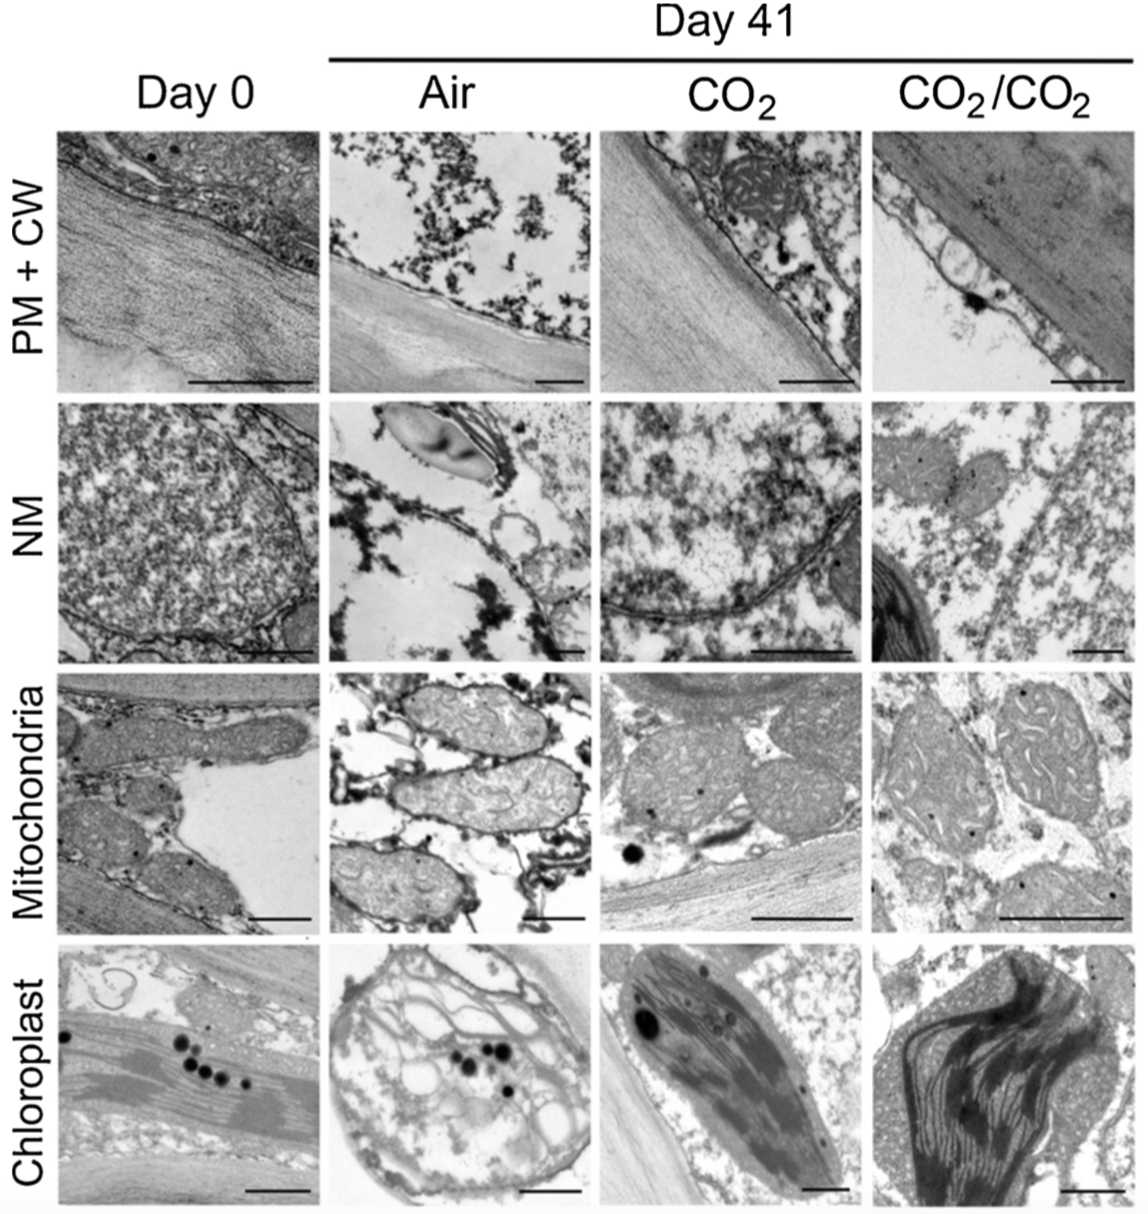 Day 41
Day 0 Air CO₂ CO₂/CO₂
PM + CW
NM
Mitochondria
Chloroplast